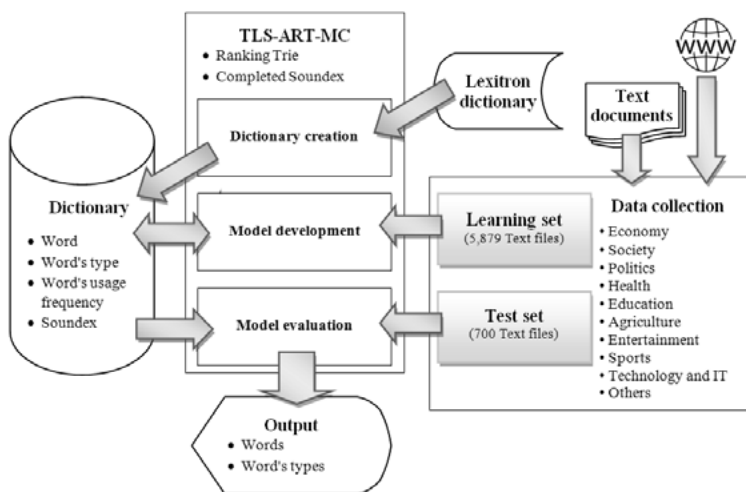 TLS-ART-MC
• Ranking Trie
• Completed Soundex
Lexitron
dictionary
WWW
Text
documents
Dictionary creation
Dictionary
• Word
• Word's type
• Word's usage
frequency
• Soundex
Model development
Model evaluation
Learning set
(5,879 Text files)
Test set
(700 Text files)
Data collection
• Economy
• Society
• Politics
• Health
• Education
• Agriculture
• Entertainment
• Sports
• Technology and IT
• Others
Output
• Words
• Word's types